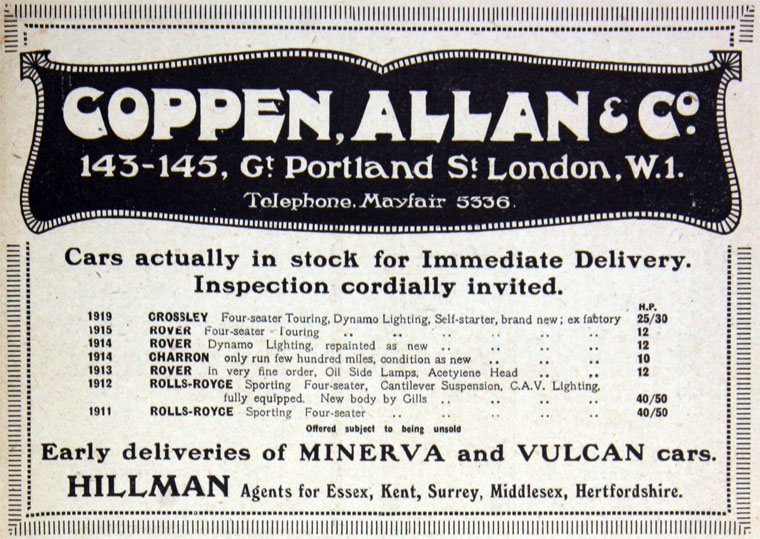 COPPEN, ALLAN & Co.
143-145, Gt Portland St London, W.1.
Telephone. Mayfair 5336.
Cars actually in stock for Immediate Delivery.
Inspection cordially invited.
H.P.
1919 CROSSLEY Four-seater Touring, Dynamo Lighting, Self-starter, brand new; ex factory 25/30
1915 ROVER Four-seater Touring .. .. .. .. .. .. 12
1914 ROVER Dynamo Lighting, repainted as new .. .. .. .. 12
1914 CHARRON only run few hundred miles, condition as new .. .. .. 10
1913 ROVER in very fine order, Oil Side Lamps, Acetylene Head .. .. 12
1912 ROLLS-ROYCE Sporting Four-seater, Cantilever Suspension, C.A.V. Lighting,
fully equipped. New body by Gills .. .. .. .. 40/50
1911 ROLLS-ROYCE Sporting Four-seater .. .. .. .. .. 40/50
Offered subject to being unsold
Early deliveries of MINERVA and VULCAN cars.
HILLMAN Agents for Essex, Kent, Surrey, Middlesex, Hertfordshire.